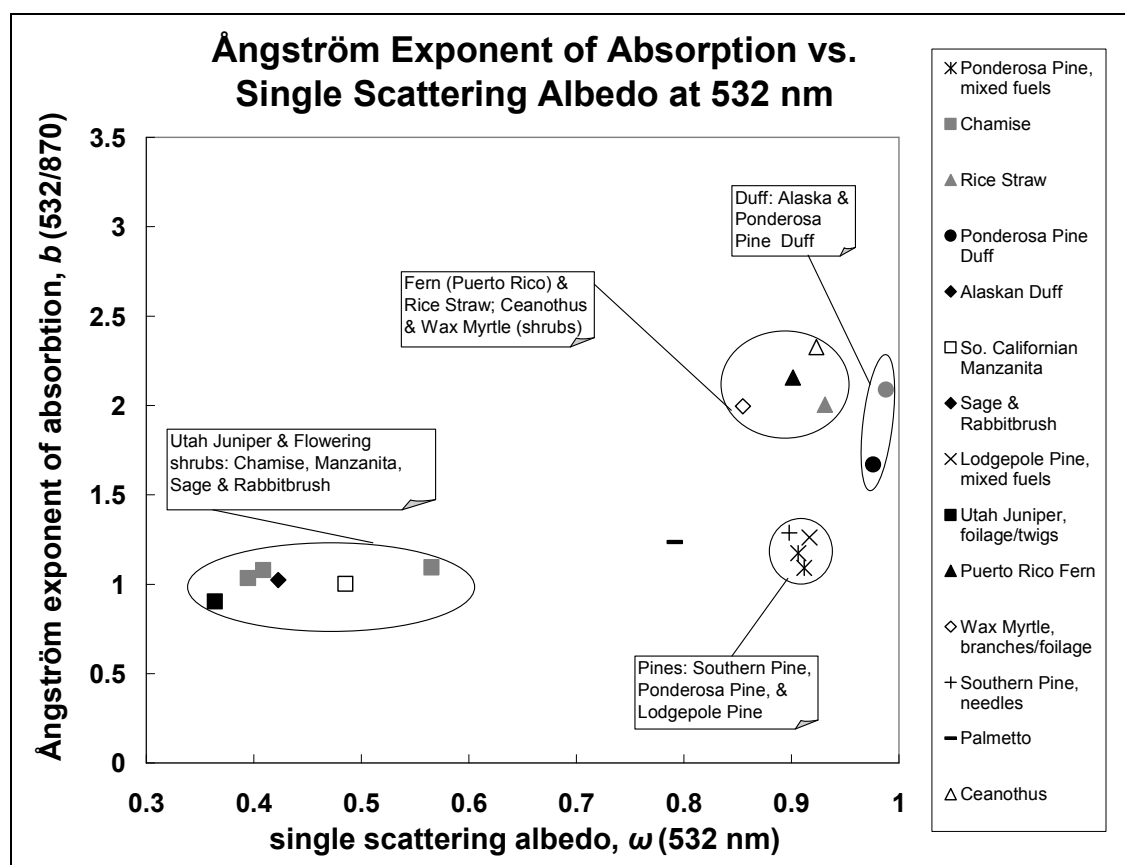 Ångström Exponent of Absorption vs.
Single Scattering Albedo at 532 nm
Ångström exponent of absorbtion, b (532/870)
3.5
3
2.5
2
1.5
1
0.5
0
0.3
0.4
0.5
0.6
0.7
0.8
0.9
1
single scattering albedo, ω (532 nm)
Duff: Alaska &
Ponderosa
Pine Duff
Fern (Puerto Rico) &
Rice Straw; Ceanothus
& Wax Myrtle (shrubs)
Utah Juniper & Flowering
shrubs: Chamise, Manzanita,
Sage & Rabbitbrush
Pines: Southern Pine,
Ponderosa Pine, &
Lodgepole Pine
Ponderosa Pine,
mixed fuels
Chamise
Rice Straw
Ponderosa Pine
Duff
Alaskan Duff
So. Californian
Manzanita
Sage &
Rabbitbrush
Lodgepole Pine,
mixed fuels
Utah Juniper,
foilage/twigs
Puerto Rico Fern
Wax Myrtle,
branches/foilage
Southern Pine,
needles
Palmetto
Ceanothus